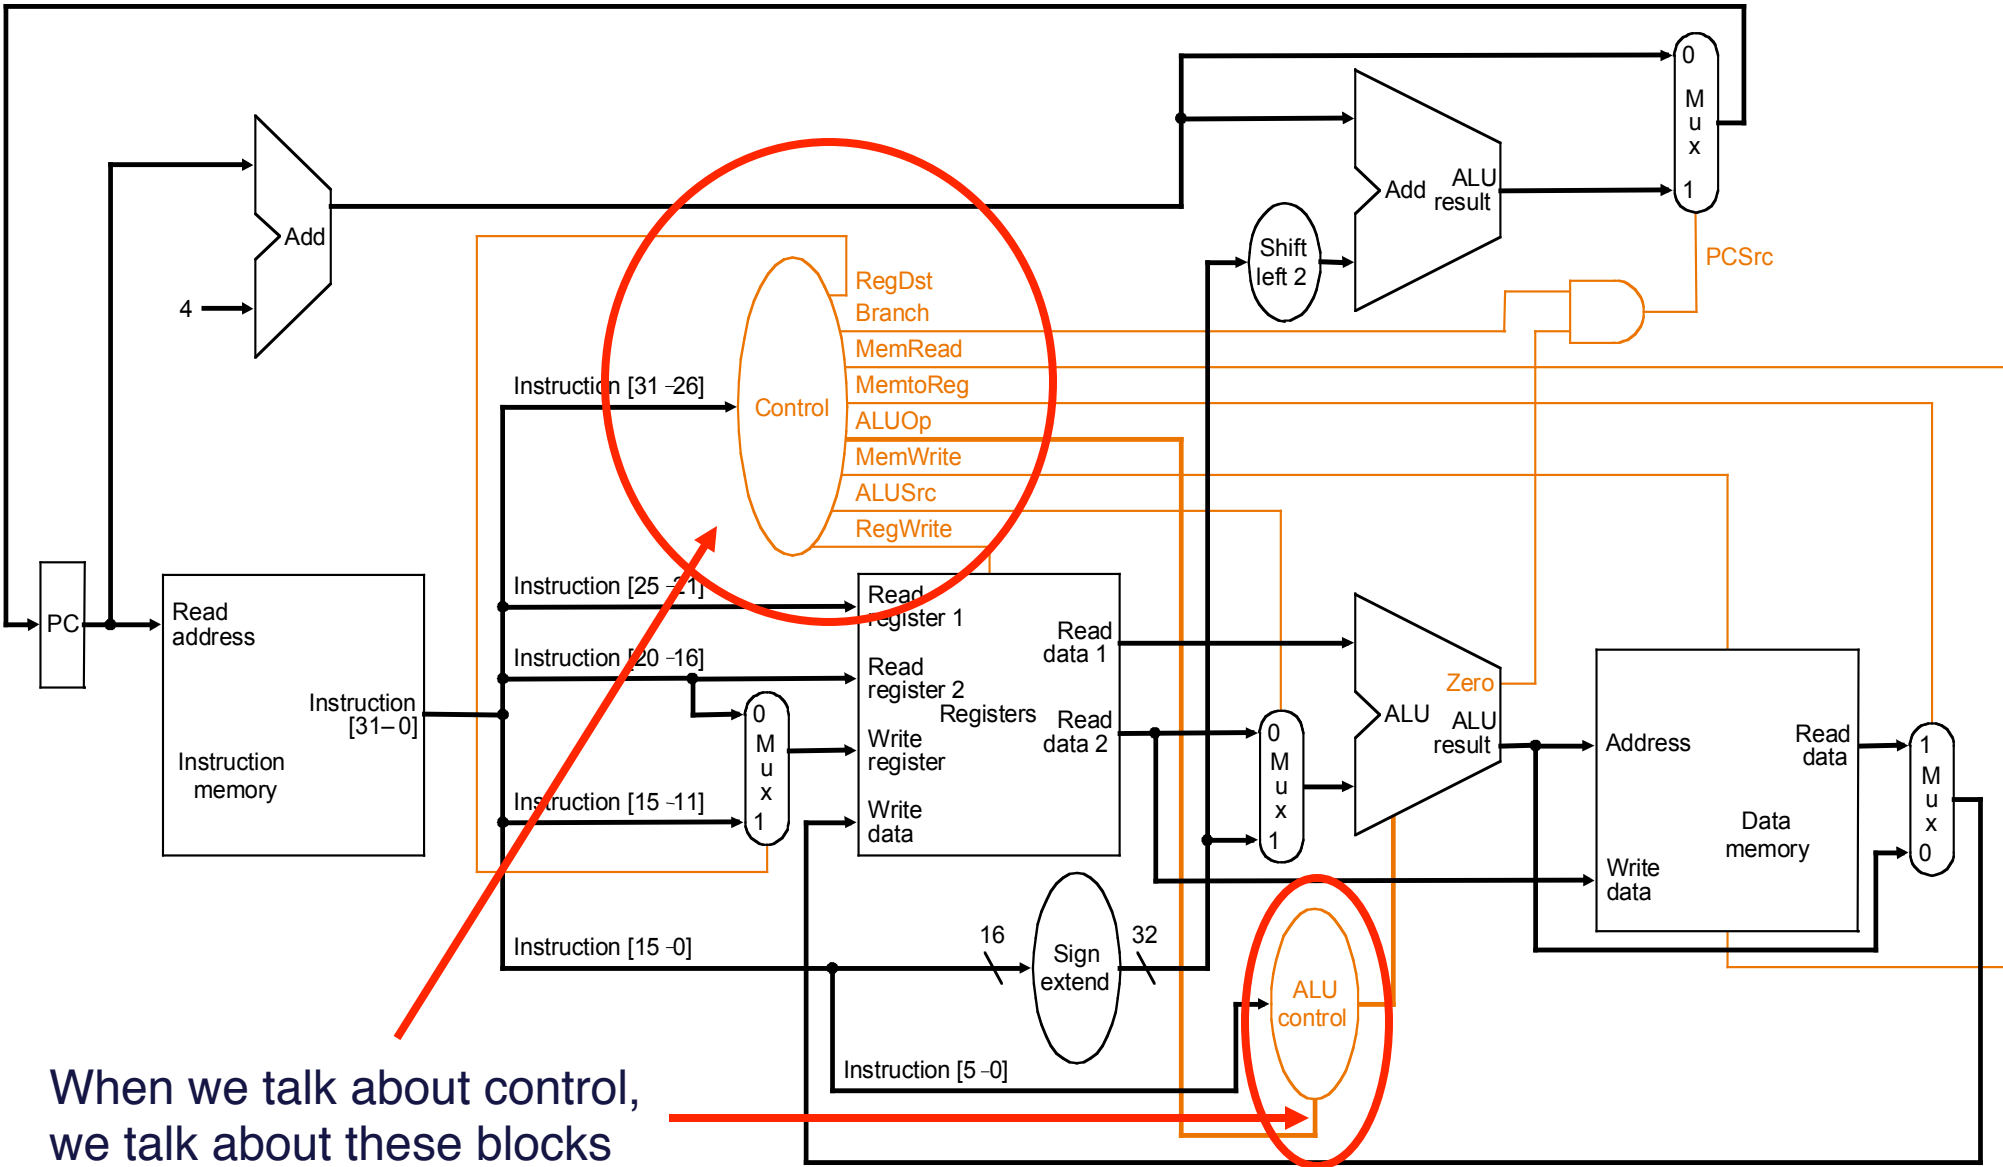 0
M
u
x
1
Add
ALU
result
Add
4
Shift
left 2
PCSrc
RegDst
Branch
MemRead
MemtoReg
ALUOp
MemWrite
ALUSrc
RegWrite
Control
Instruction [31–26]
Instruction [25–21]
Instruction [20–16]
Instruction [15–11]
Instruction [15–0]
Instruction [5–0]
PC
Read
address
Instruction
[31–0]
Instruction
memory
0
M
u
x
1
Read
register 1
Read
register 2
Registers
Write
register
Write
data
Read
data 1
Read
data 2
0
M
u
x
1
Zero
ALU
ALU
result
Address
Read
data
Data
memory
Write
data
1
M
u
x
0
16
Sign
extend
32
ALU
control
When we talk about control,
we talk about these blocks